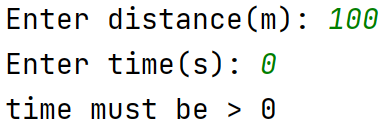 Enter distance(m): 100
Enter time(s): 0
time must be > 0